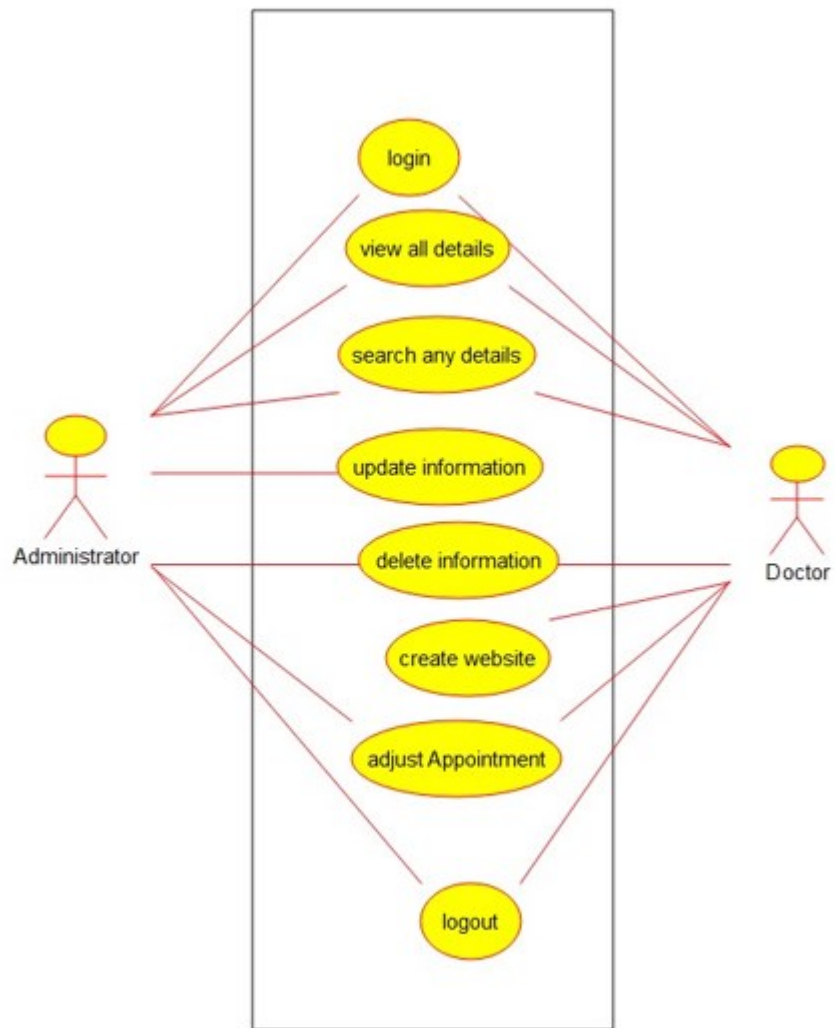 login
view all details
search any details
update information
Administrator
delete information
Doctor
create website
adjust Appointment
logout